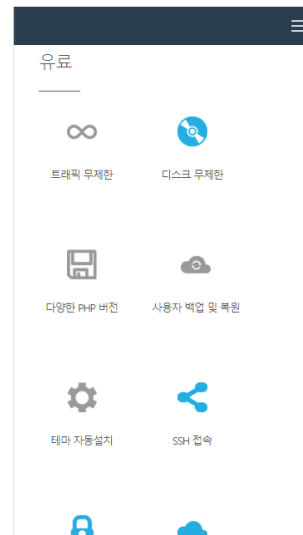 유료
트래픽 무제한
디스크 무제한
다양한 PHP 버전
사용자 백업 및 복원
테마 자동설치
SSH 접속